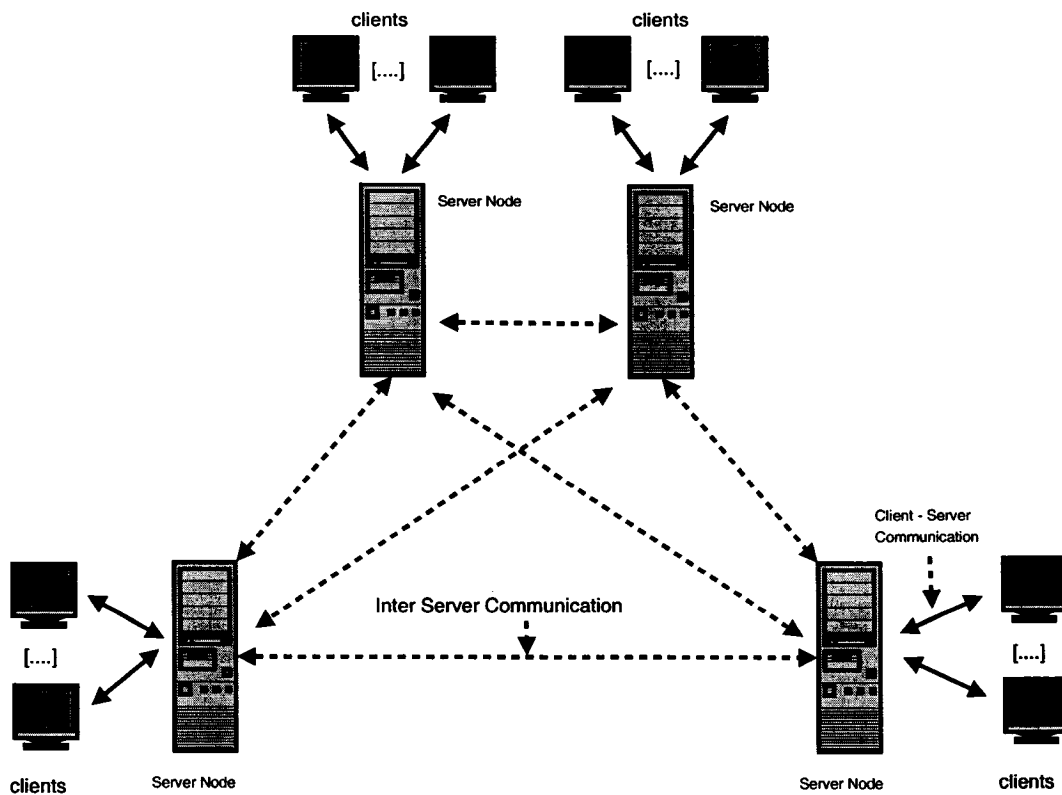 clients
clients
[....]
[....]
Server Node
Server Node
Client - Server
Communication
Inter Server Communication
[....]
[....]
clients
Server Node
Server Node
clients